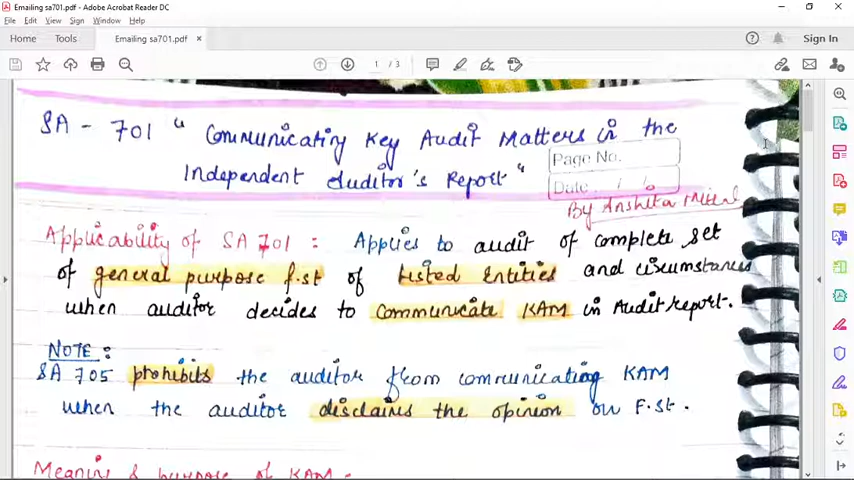 Emailing sa701.pdf - Adobe Acrobat Reader DC
File Edit View Sign Window Help
Home Tools Emailing sa701.pdf × Sign In
1 / 3
SA - 701 " Communicating Key Audit Matters in the
Independent Auditor's Report "
Page No.
Date / /
By Anshita Mittal
Applicability of SA 701 : Applies to audit of complete set
of general purpose f.st of listed entities and circumstances
when auditor decides to communicate KAM in Audit report.
NOTE :
SA 705 prohibits the auditor from communicating KAM
when the auditor disclaims the opinion on F.st.
Meaning & purpose of KAM :